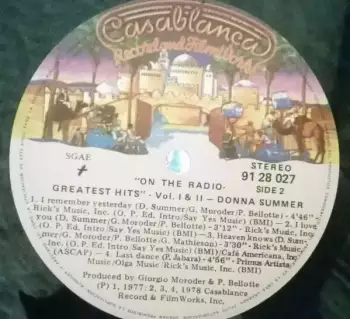 Casablanca
Record and FilmWorks
SGAE
STEREO
91 28 027
SIDE 2
"ON THE RADIO-
GREATEST HITS" - Vol. I & II – DONNA SUMMER
1. I remember yesterday (D. Summer/G. Moroder/P. Bellotte) - 4'46"
Rick's Music, Inc. (O. P. Ed. Intro/Say Yes Music) (BMI) – 2. I love
you (D. Summer/G. Moroder/P. Bellotte) - 3'12" - Rick's Music, Inc.
(O. P. Ed. Intro/Say Yes Music) (BMI) –3. Heaven knows (D. Sum-
mer/G. Moroder/P. Bellotte/G. Mathieson) - 3'30" - Rick's Music,
Inc. (O. P. Ed. Intro/Say Yes Music) (BMI)/Café Americana, Inc.
(ASCAP) – 4. Last dance (P. Jabara) - 4'56" - Primus Artists
Music/Olga Music/Rick's Music, Inc. (BMI)
Produced by Giorgio Moroder & P. Bellotte
(P) 1, 1977; 2, 3, 4, 1978 Casablanca
Record & FilmWorks, Inc.